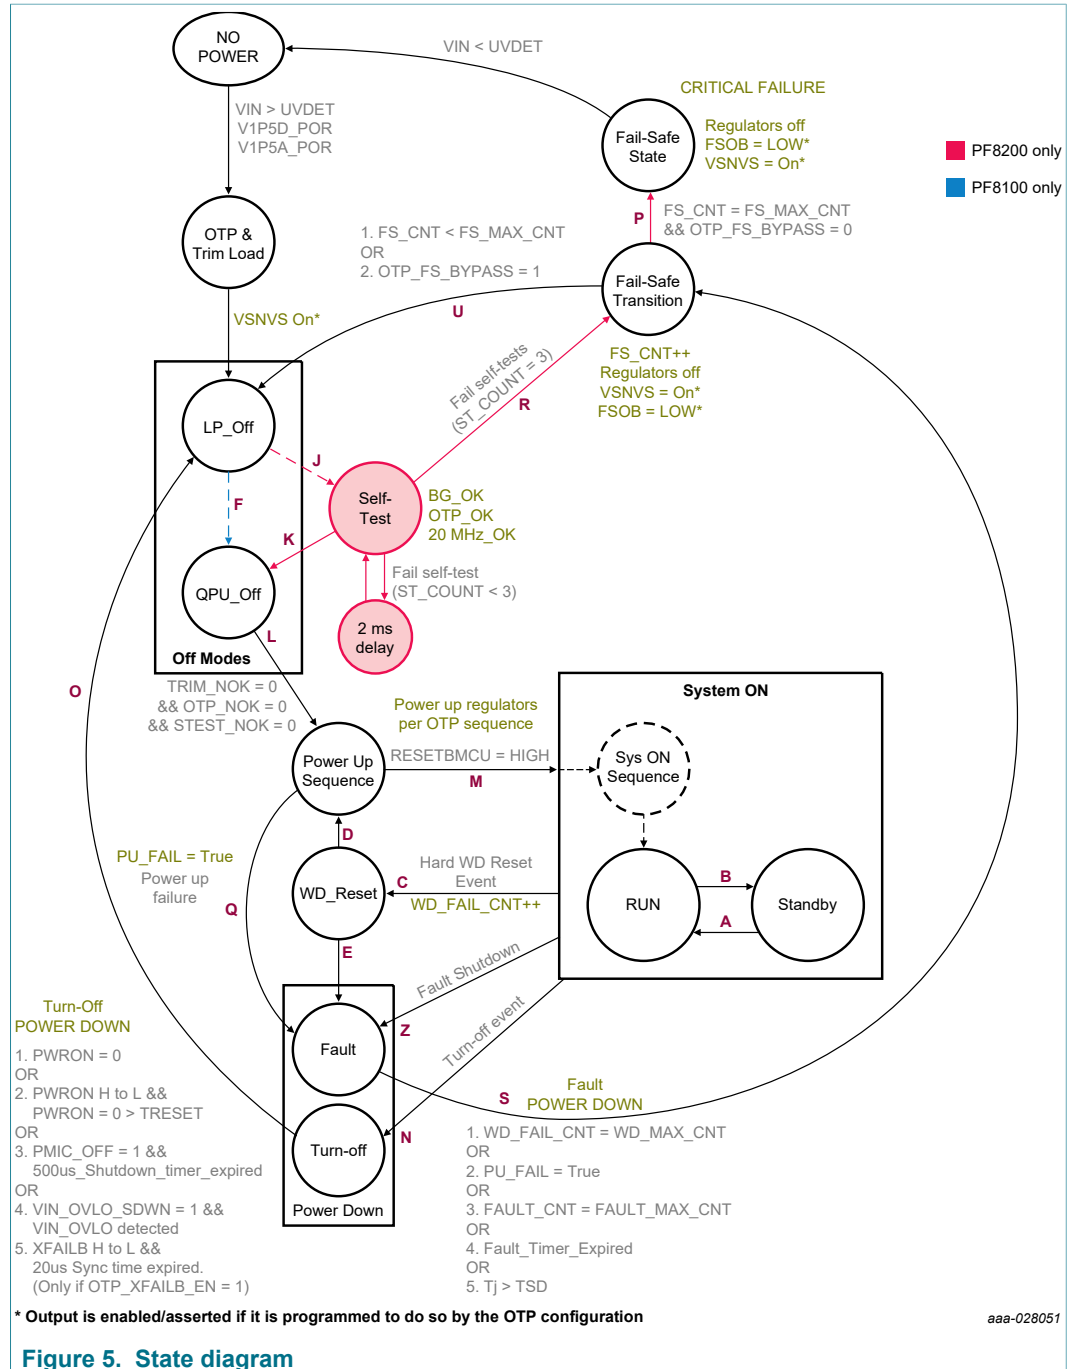 NO
POWER
VIN < UVDET
CRITICAL FAILURE
VIN > UVDET
V1P5D_POR
V1P5A_POR
Fail-Safe
State
Regulators off
FSOB = LOW*
VSNVS = On*
PF8200 only
PF8100 only
P
FS_CNT = FS_MAX_CNT
&& OTP_FS_BYPASS = 0
OTP &
Trim Load
1. FS_CNT < FS_MAX_CNT
OR
2. OTP_FS_BYPASS = 1
Fail-Safe
Transition
VSNVS On*
U
FS_CNT++
Regulators off
VSNVS = On*
FSOB = LOW*
Fail self-tests
(ST_COUNT = 3)
R
LP_Off
J
F
Self-
Test
BG_OK
OTP_OK
20 MHz_OK
K
QPU_Off
Fail self-test
(ST_COUNT < 3)
2 ms
delay
L
Off Modes
O
TRIM_NOK = 0
&& OTP_NOK = 0
&& STEST_NOK = 0
Power up regulators
per OTP sequence
System ON
Power Up
Sequence
RESETBMCU = HIGH
M
Sys ON
Sequence
D
PU_FAIL = True
Power up
failure
Q
WD_Reset
C
Hard WD Reset
Event
WD_FAIL_CNT++
RUN
B
A
Standby
E
Fault Shutdown
Z
Turn-off event
Fault
S
Fault
POWER DOWN
N
Turn-off
Power Down
Turn-Off
POWER DOWN
1. PWRON = 0
OR
2. PWRON H to L &&
PWRON = 0 > TRESET
OR
3. PMIC_OFF = 1 &&
500us_Shutdown_timer_expired
OR
4. VIN_OVLO_SDWN = 1 &&
VIN_OVLO detected
5. XFAILB H to L &&
20us Sync time expired.
(Only if OTP_XFAILB_EN = 1)
1. WD_FAIL_CNT = WD_MAX_CNT
OR
2. PU_FAIL = True
OR
3. FAULT_CNT = FAULT_MAX_CNT
OR
4. Fault_Timer_Expired
OR
5. Tj > TSD
* Output is enabled/asserted if it is programmed to do so by the OTP configuration
aaa-028051
Figure 5. State diagram